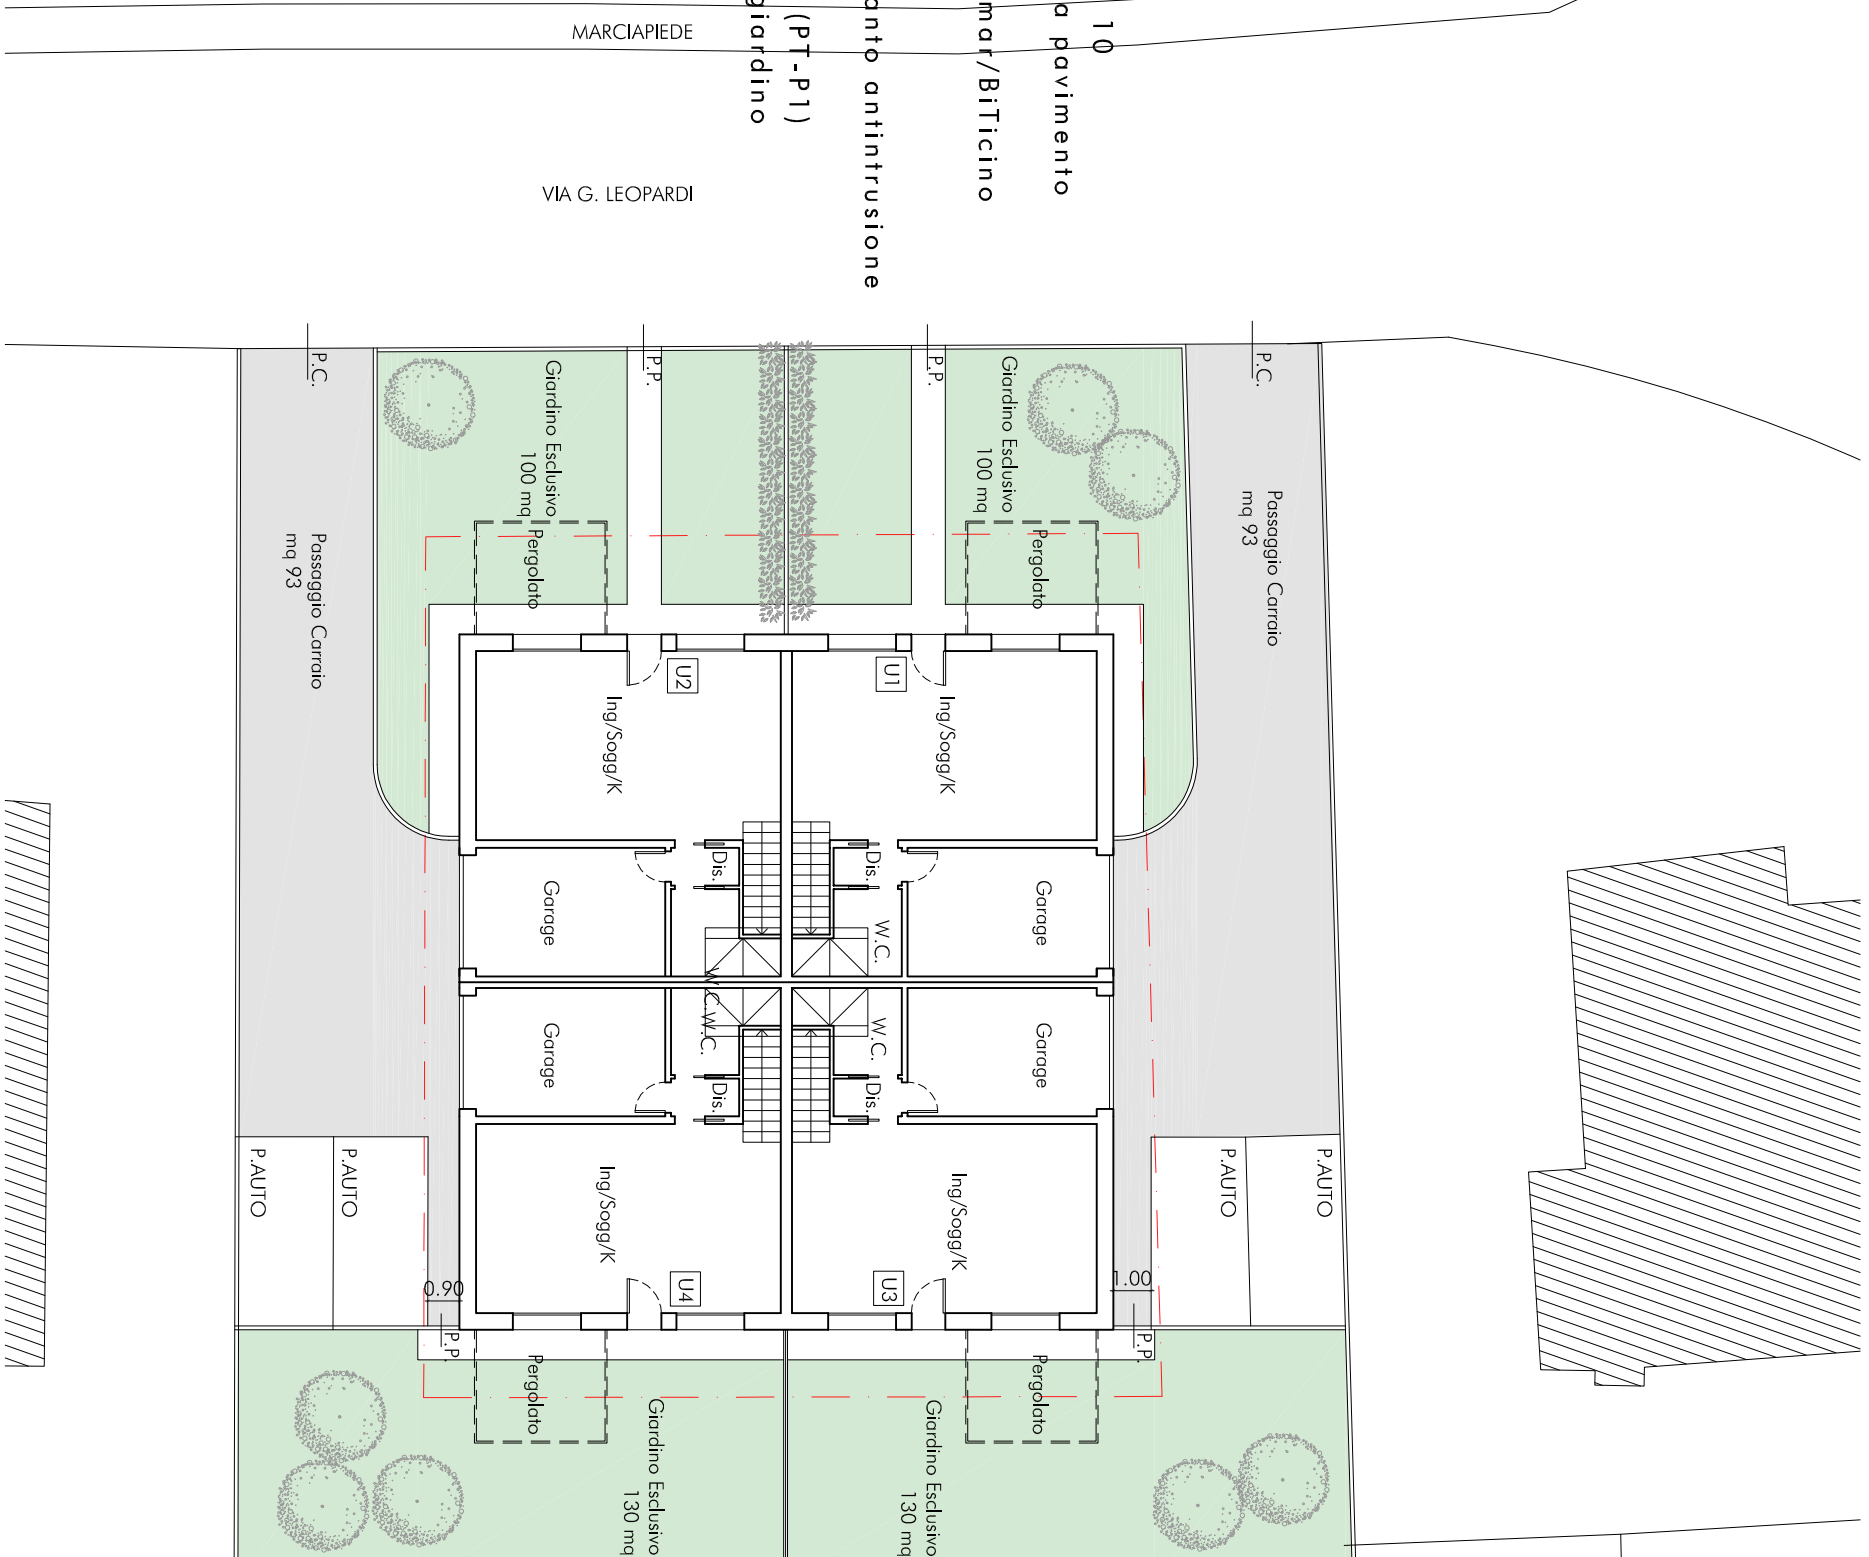 MARCIAPIEDE
VIA G. LEOPARDI
10
a pavimento
mar/BiTicino
anto antintrusione
(PT-P1)
giardino
P.C.
P.P.
P.P.
P.C.
Giardino Esclusivo
100 mq
Giardino Esclusivo
100 mq
Passaggio Carraio
mq 93
Passaggio Carraio
mq 93
Pergolato
Pergolato
U2
U1
Ing/Sogg/K
Ing/Sogg/K
Dis.
Dis.
Garage
Garage
W.C.
W.C.
Garage
Garage
W.C.
W.C.
Dis.
Dis.
P.AUTO
P.AUTO
P.AUTO
P.AUTO
Ing/Sogg/K
Ing/Sogg/K
U4
U3
0.90
1.00
P.P.
P.P.
Pergolato
Pergolato
Giardino Esclusivo
130 mq
Giardino Esclusivo
130 mq